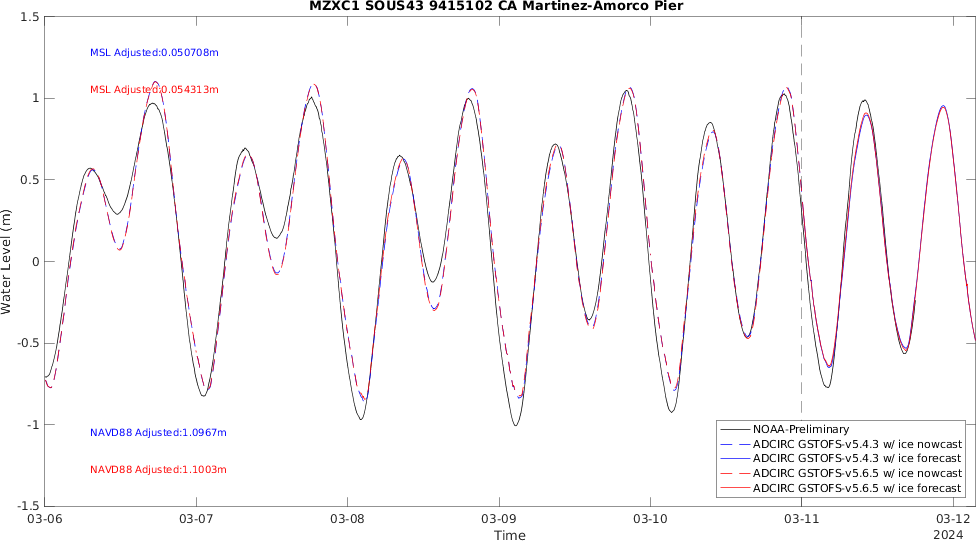 MZXC1 SOUS43 9415102 CA Martinez-Amorco Pier
1.5
1
0.5
0
-0.5
-1
-1.5
Water Level (m)
MSL Adjusted:0.050708m
MSL Adjusted:0.054313m
NAVD88 Adjusted:1.0967m
NAVD88 Adjusted:1.1003m
NOAA-Preliminary
ADCIRC GSTOFS-v5.4.3 w/ ice nowcast
ADCIRC GSTOFS-v5.4.3 w/ ice forecast
ADCIRC GSTOFS-v5.6.5 w/ ice nowcast
ADCIRC GSTOFS-v5.6.5 w/ ice forecast
03-06 03-07 03-08 03-09 03-10 03-11 03-12
Time
2024